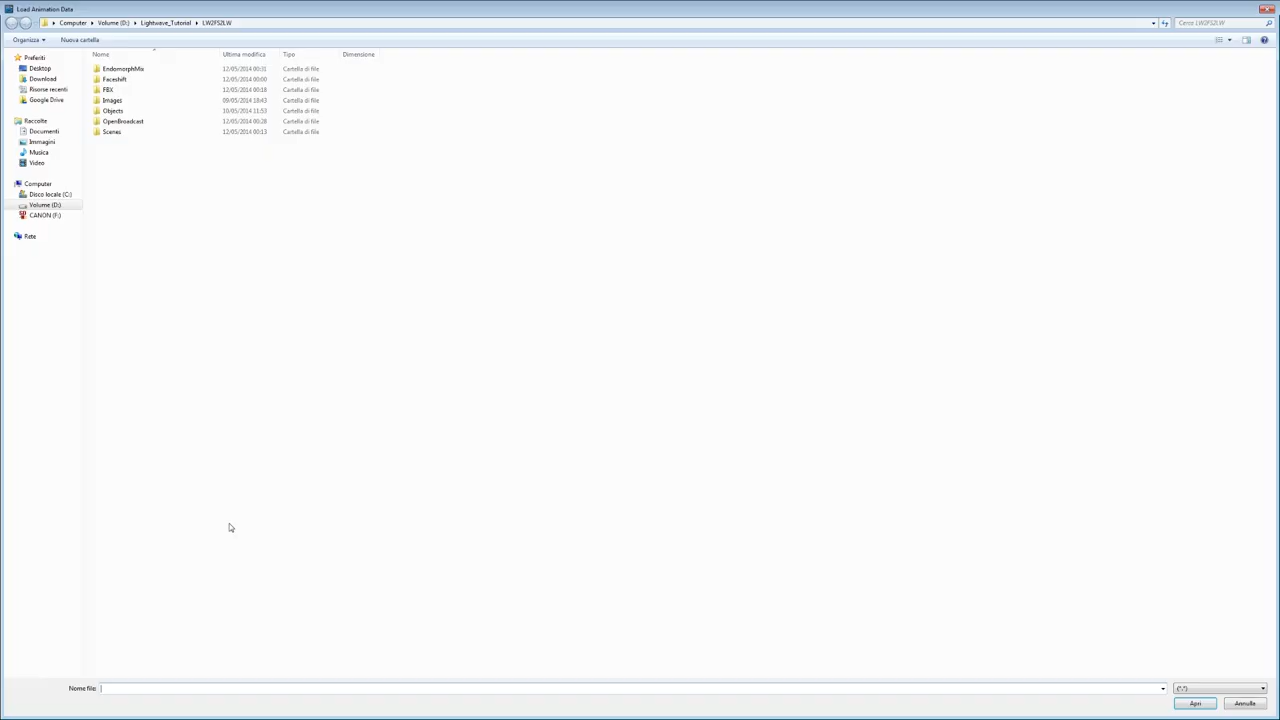 Load Animation Data
Computer Volume (D:) Lightwave_Tutorial LW2FS2LW
Cerca LW2FS2LW
Organizza Nuova cartella
Nome Ultima modifica Tipo Dimensione
Preferiti
Desktop
Download
Risorse recenti
Google Drive
Raccolte
Documenti
Immagini
Musica
Video
Computer
Disco locale (C:)
Volume (D:)
CANON (F:)
Rete
EndomorphMix 12/05/2014 00:31 Cartella di file
Faceshift 12/05/2014 00:00 Cartella di file
FBX 12/05/2014 00:18 Cartella di file
Images 09/05/2014 18:43 Cartella di file
Objects 10/05/2014 11:53 Cartella di file
OpenBroadcast 12/05/2014 00:28 Cartella di file
Scenes 12/05/2014 00:13 Cartella di file
Nome file: (*.*)
Apri Annulla